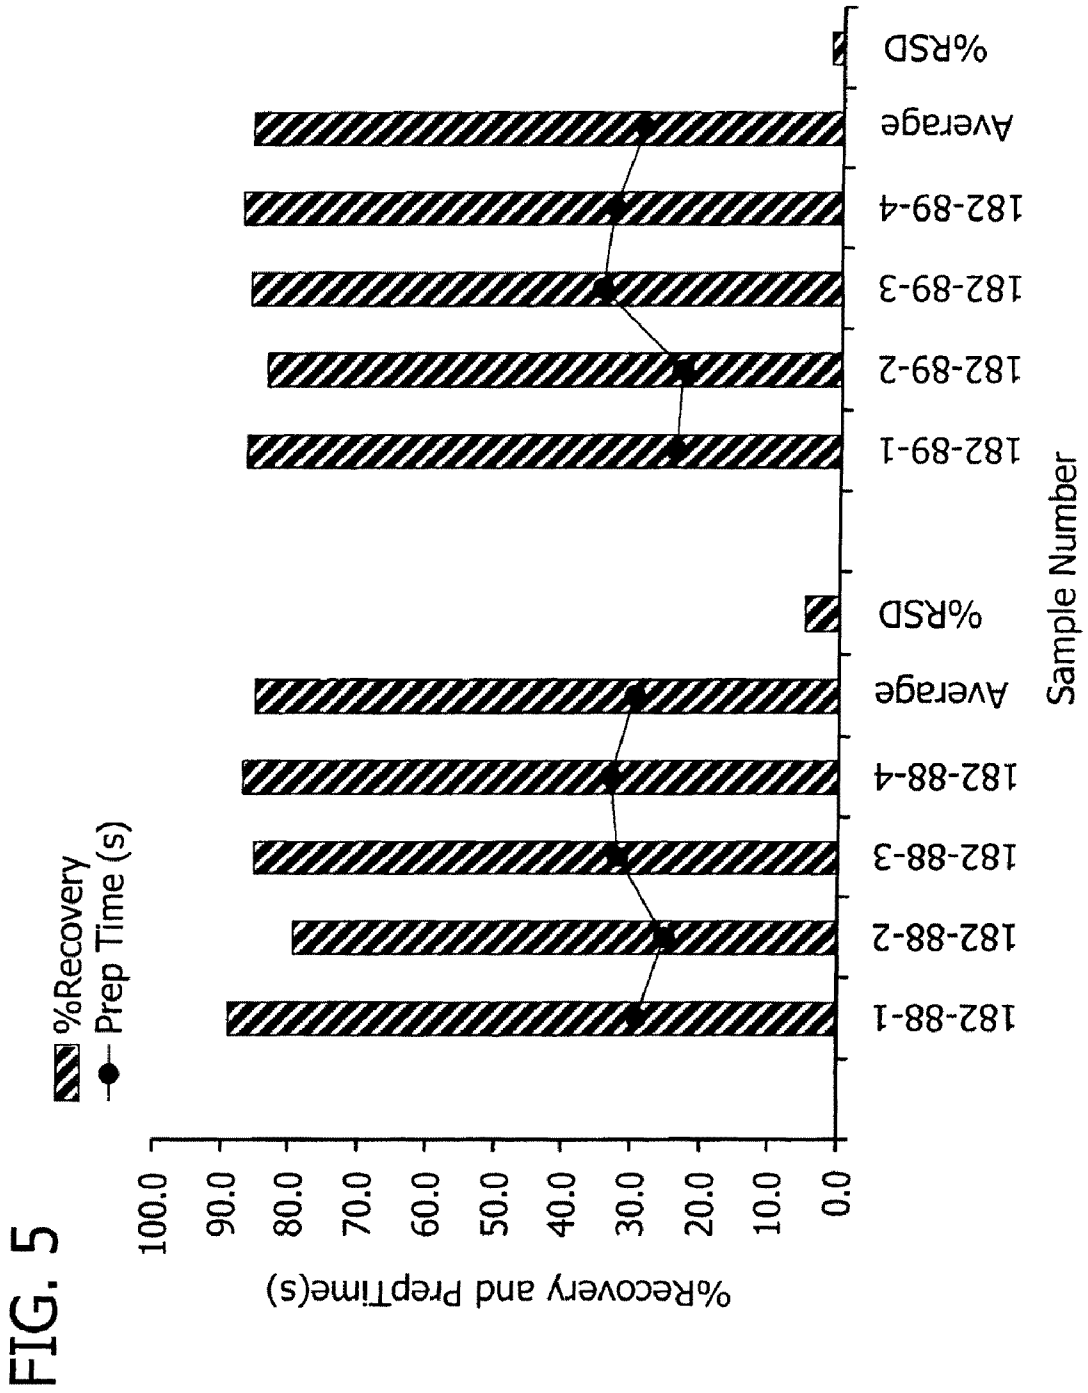 FIG. 5
%Recovery
Prep Time (s)
%Recovery and PrepTime(s)
100.0
90.0
80.0
70.0
60.0
50.0
40.0
30.0
20.0
10.0
0.0
182-88-1
182-88-2
182-88-3
182-88-4
Average
%RSD
182-89-1
182-89-2
182-89-3
182-89-4
Average
%RSD
Sample Number